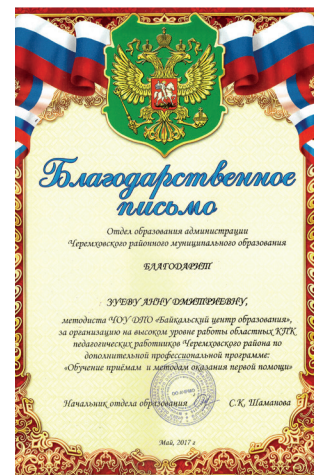 Благодарственное
письмо
Отдел образования администрации
Черемховского районного муниципального образования
БЛАГОДАРИТ
ЗУЕВУ АННУ ДМИТРИЕВНУ,
методиста ЧОУ ДПО «Байкальский центр образования»,
за организацию на высоком уровне работы областных КПК
педагогических работников Черемховского района по
дополнительной профессиональной программе:
«Обучение приёмам и методам оказания первой помощи»
Начальник отдела образования С.К. Шаманова
Май, 2017 г